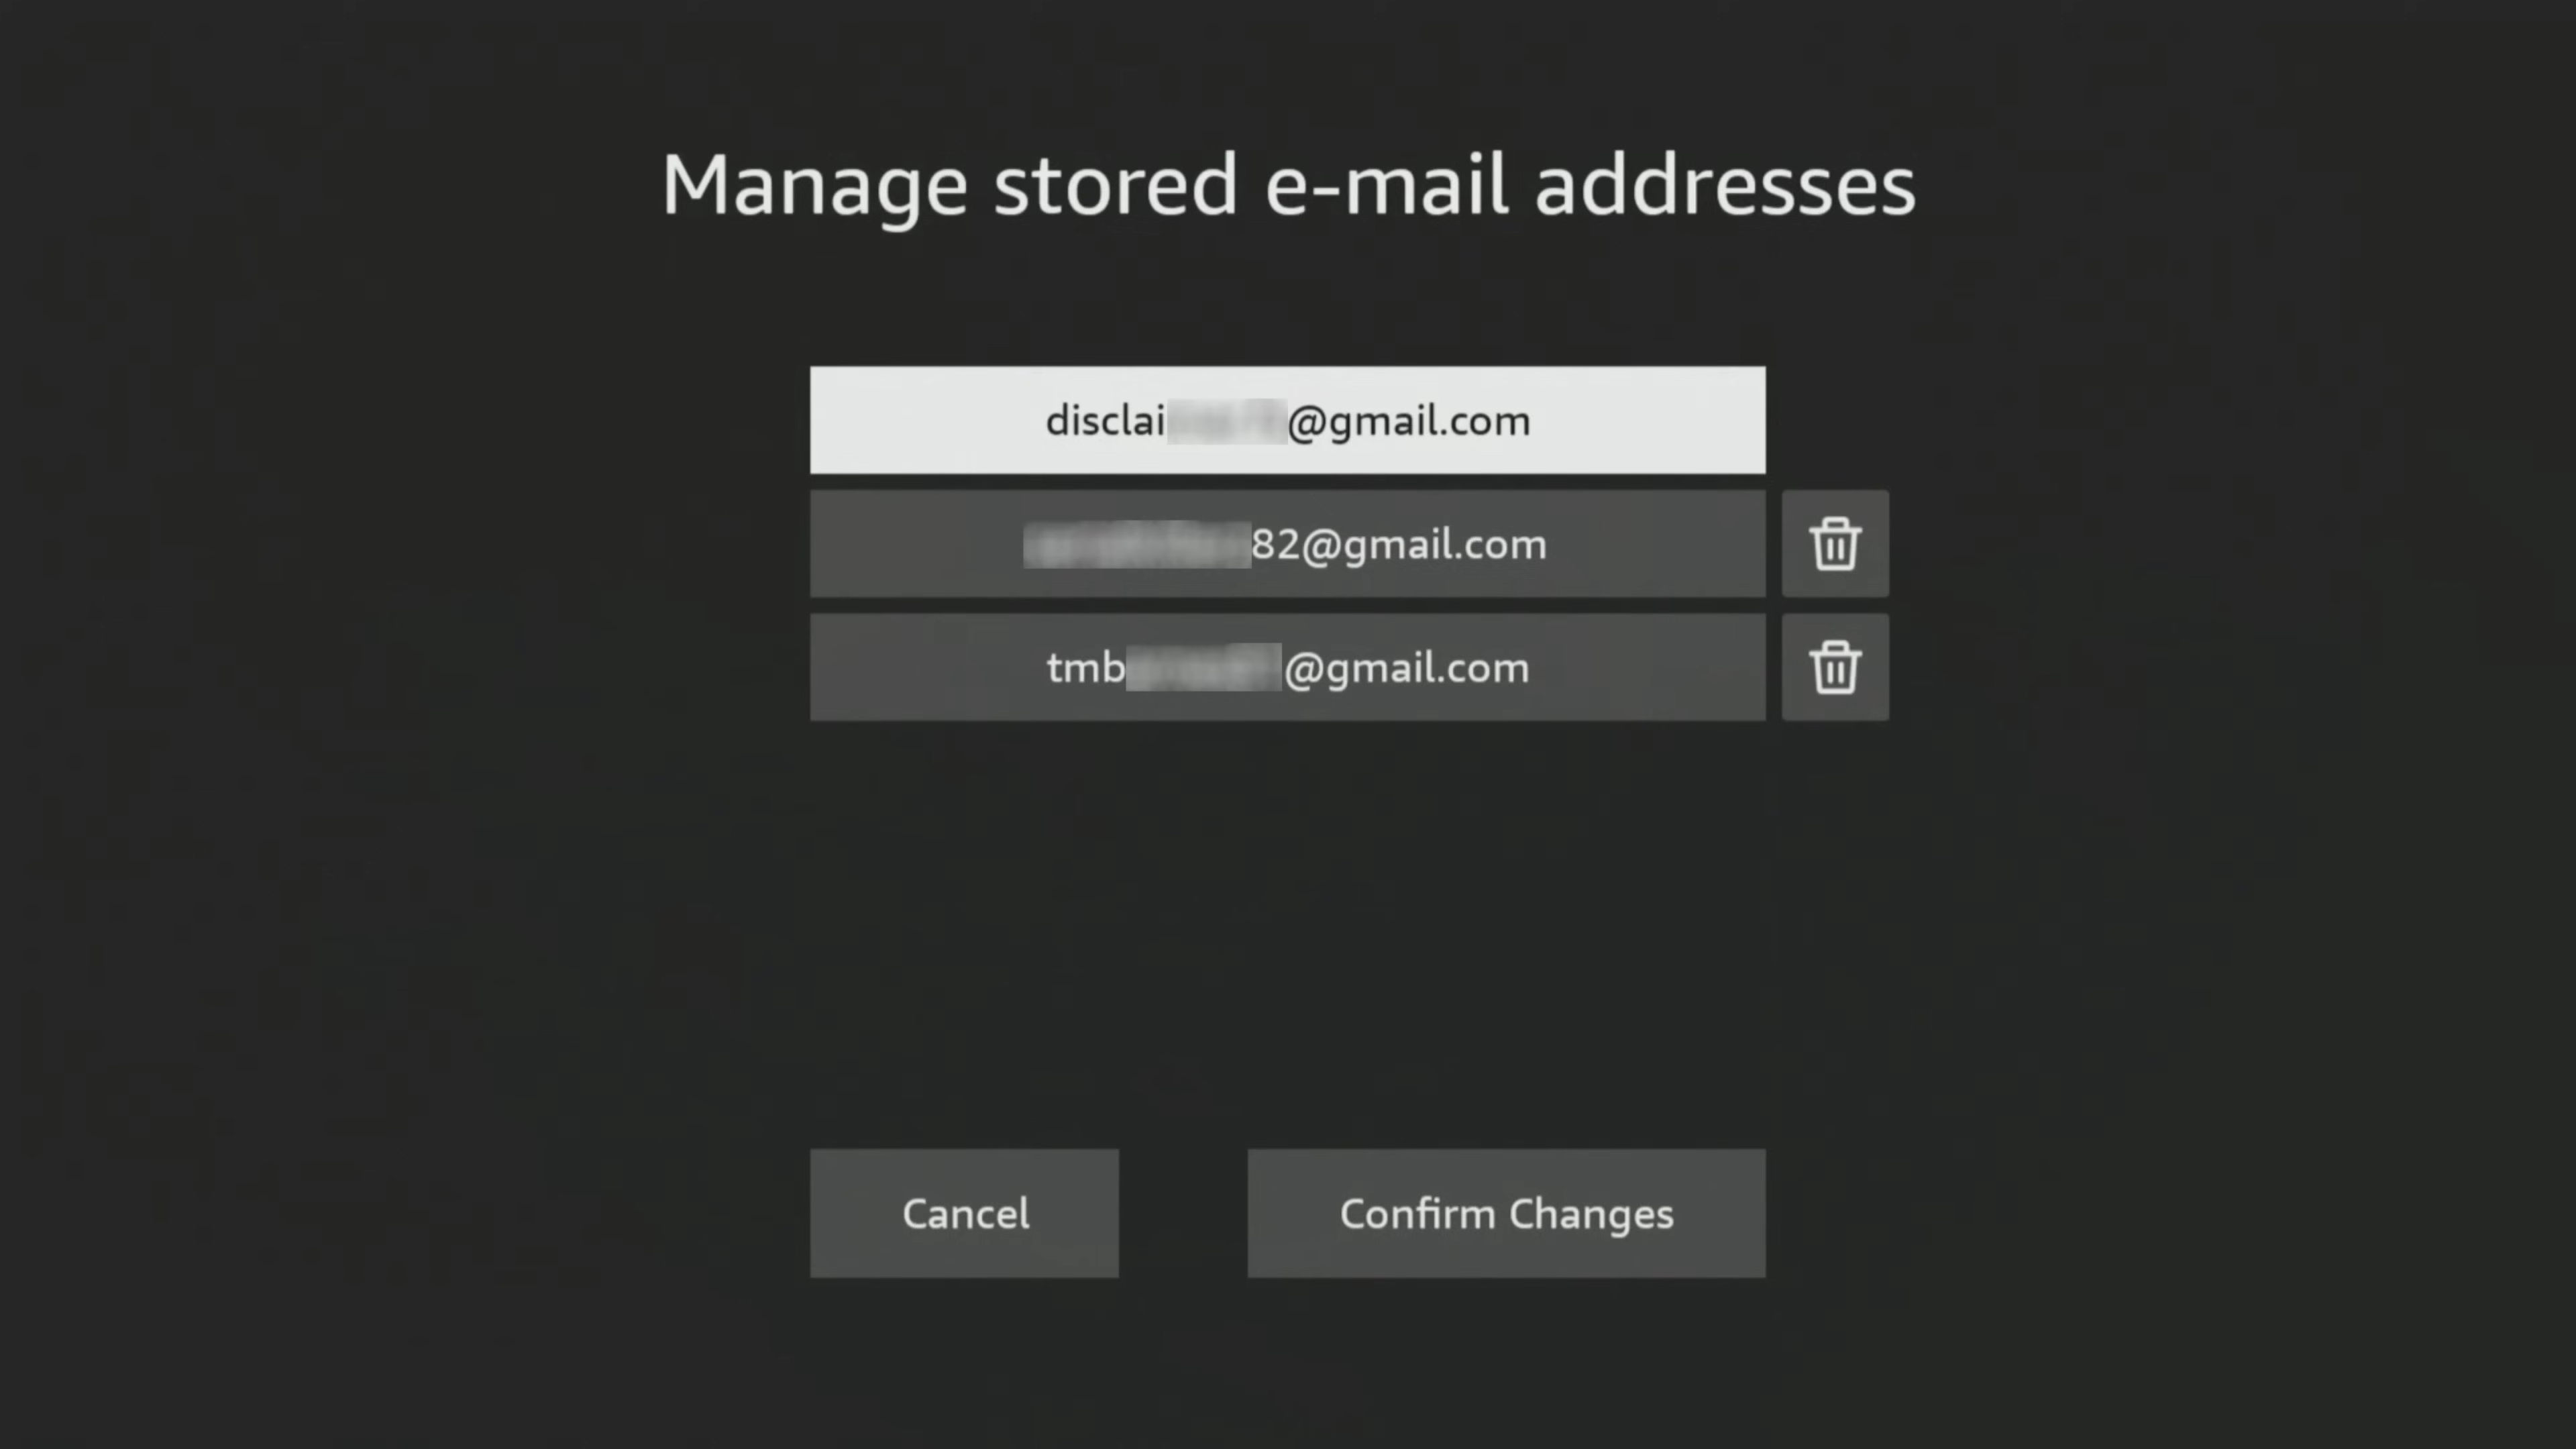 Manage stored e-mail addresses
disclai @gmail.com
82@gmail.com
tmb @gmail.com
Cancel Confirm Changes